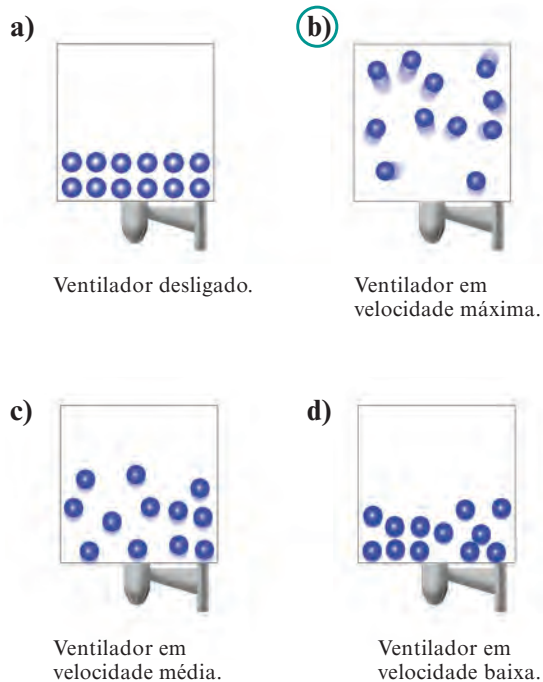 a)
Ventilador desligado.
b)
Ventilador em
velocidade máxima.
c)
Ventilador em
velocidade média.
d)
Ventilador em
velocidade baixa.